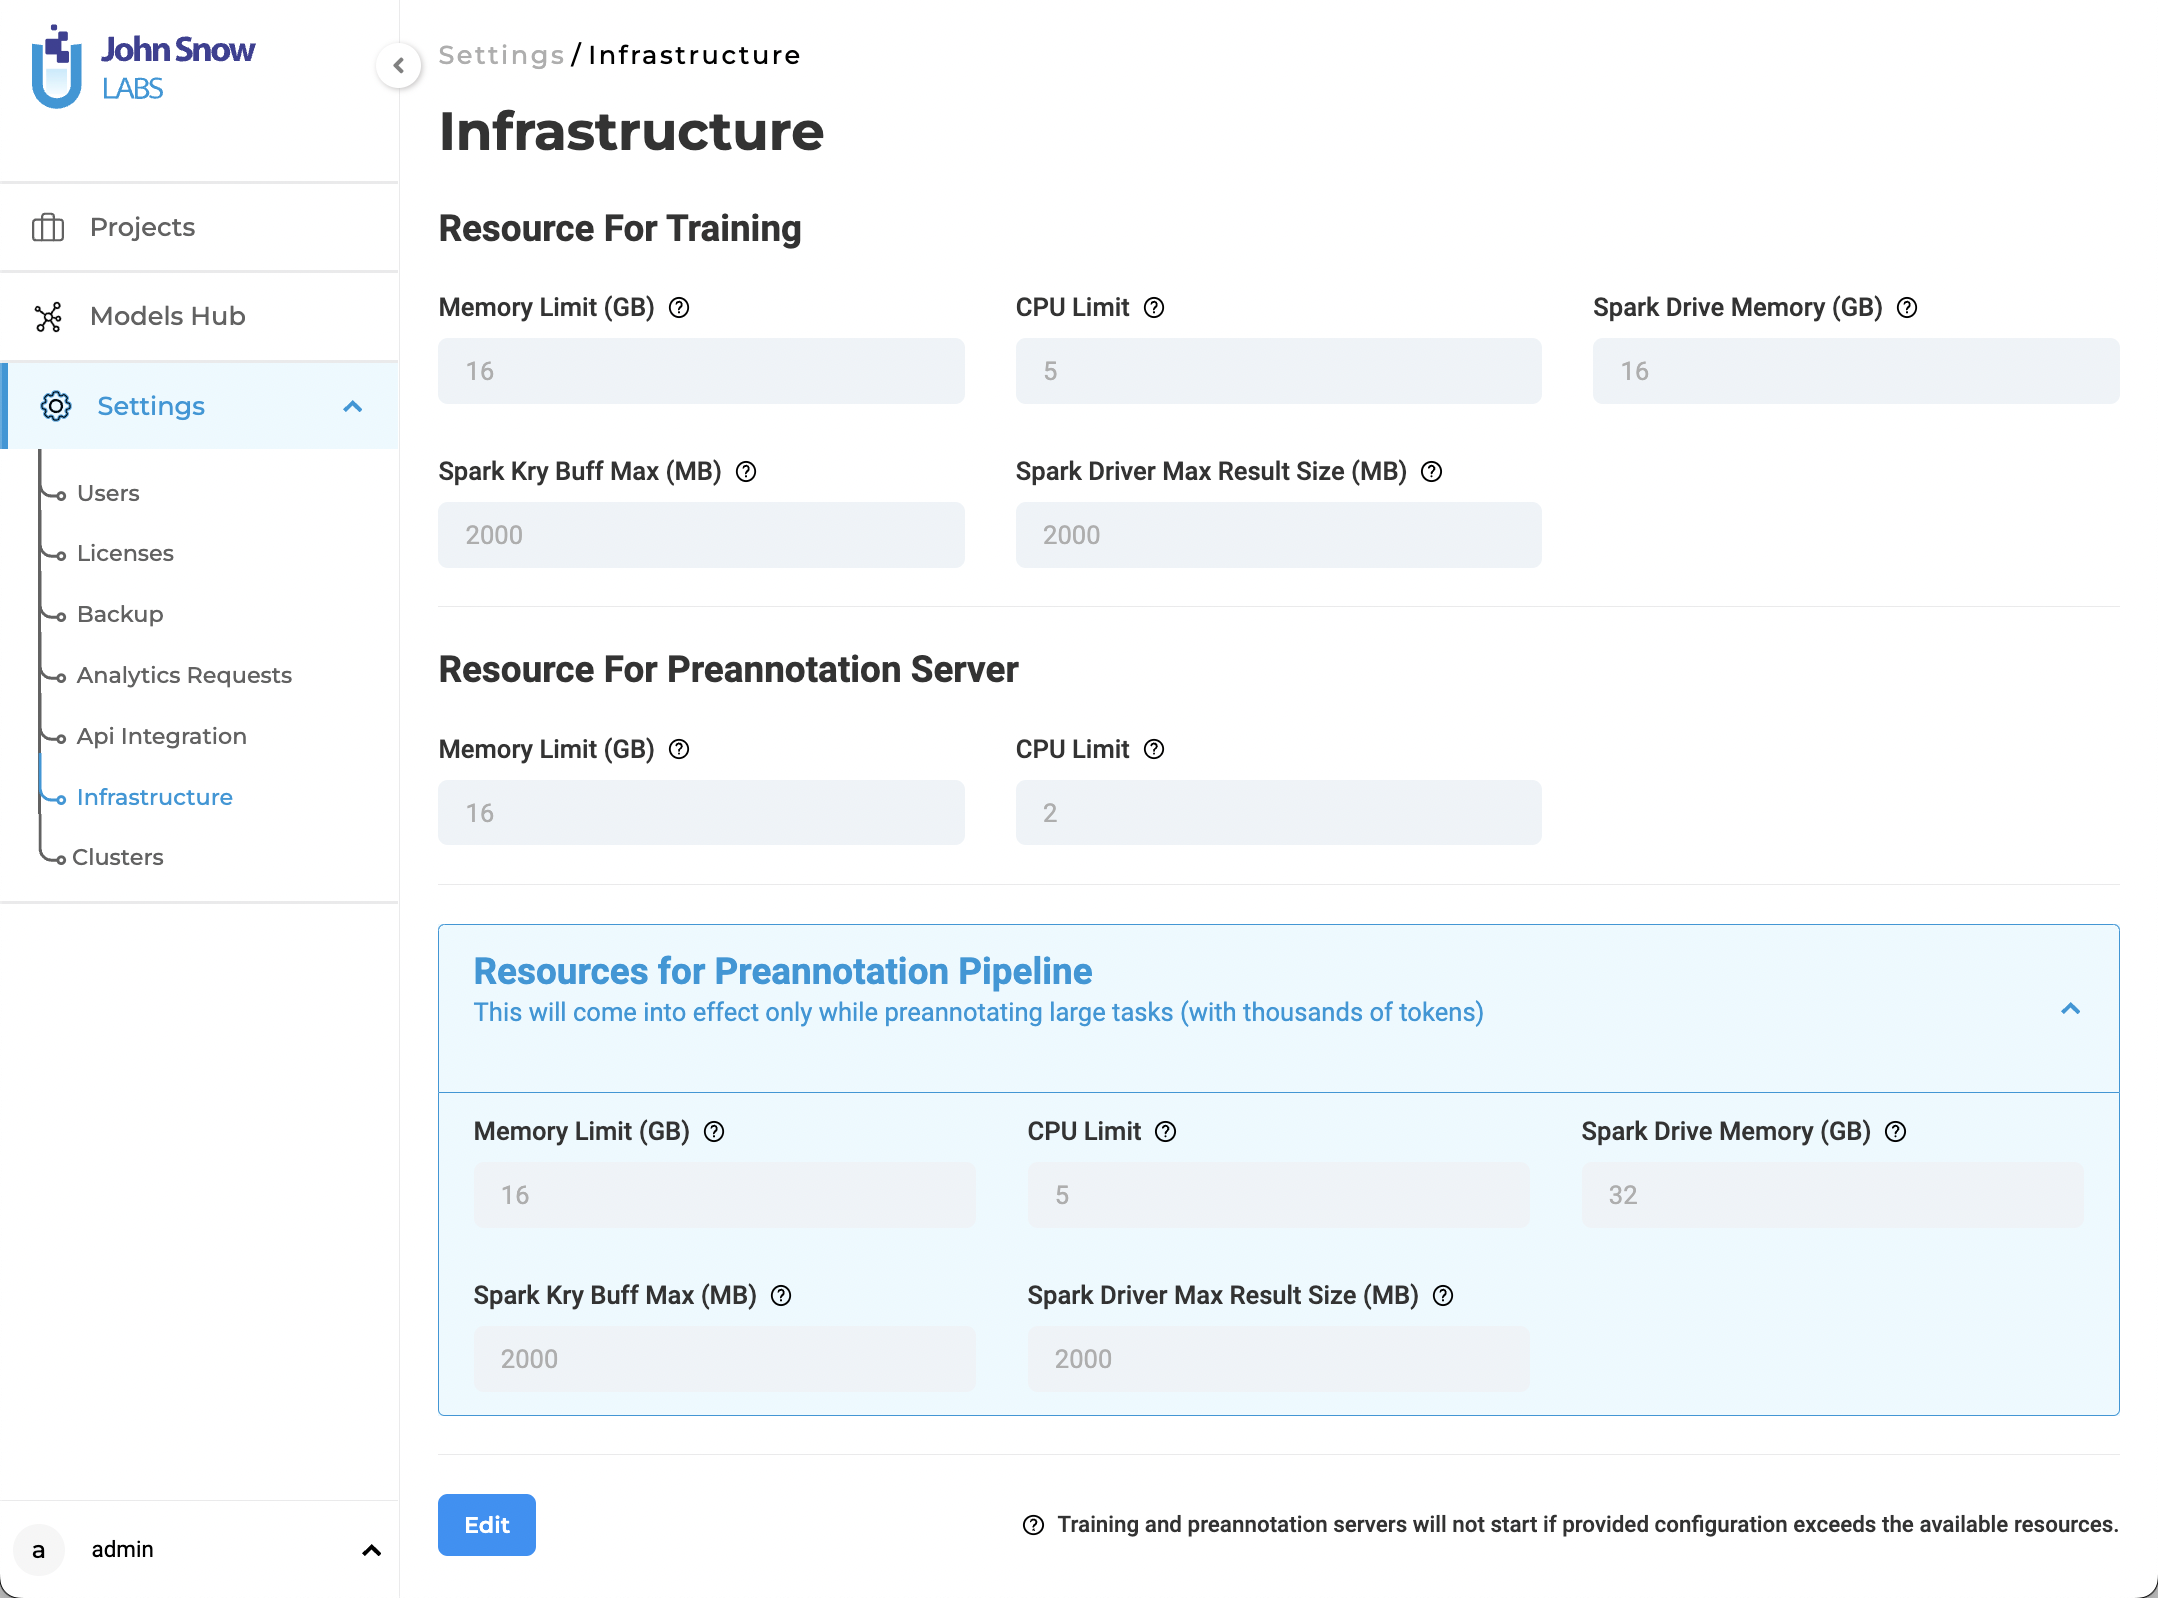 John Snow
LABS
Projects
Models Hub
Settings
Users
Licenses
Backup
Analytics Requests
Api Integration
Infrastructure
Clusters
a admin
Settings / Infrastructure
Infrastructure
Resource For Training
Memory Limit (GB) ? CPU Limit ? Spark Drive Memory (GB) ?
16 5 16
Spark Kry Buff Max (MB) ? Spark Driver Max Result Size (MB) ?
2000 2000
Resource For Preannotation Server
Memory Limit (GB) ? CPU Limit ?
16 2
Resources for Preannotation Pipeline
This will come into effect only while preannotating large tasks (with thousands of tokens)
Memory Limit (GB) ? CPU Limit ? Spark Drive Memory (GB) ?
16 5 32
Spark Kry Buff Max (MB) ? Spark Driver Max Result Size (MB) ?
2000 2000
Edit
? Training and preannotation servers will not start if provided configuration exceeds the available resources.